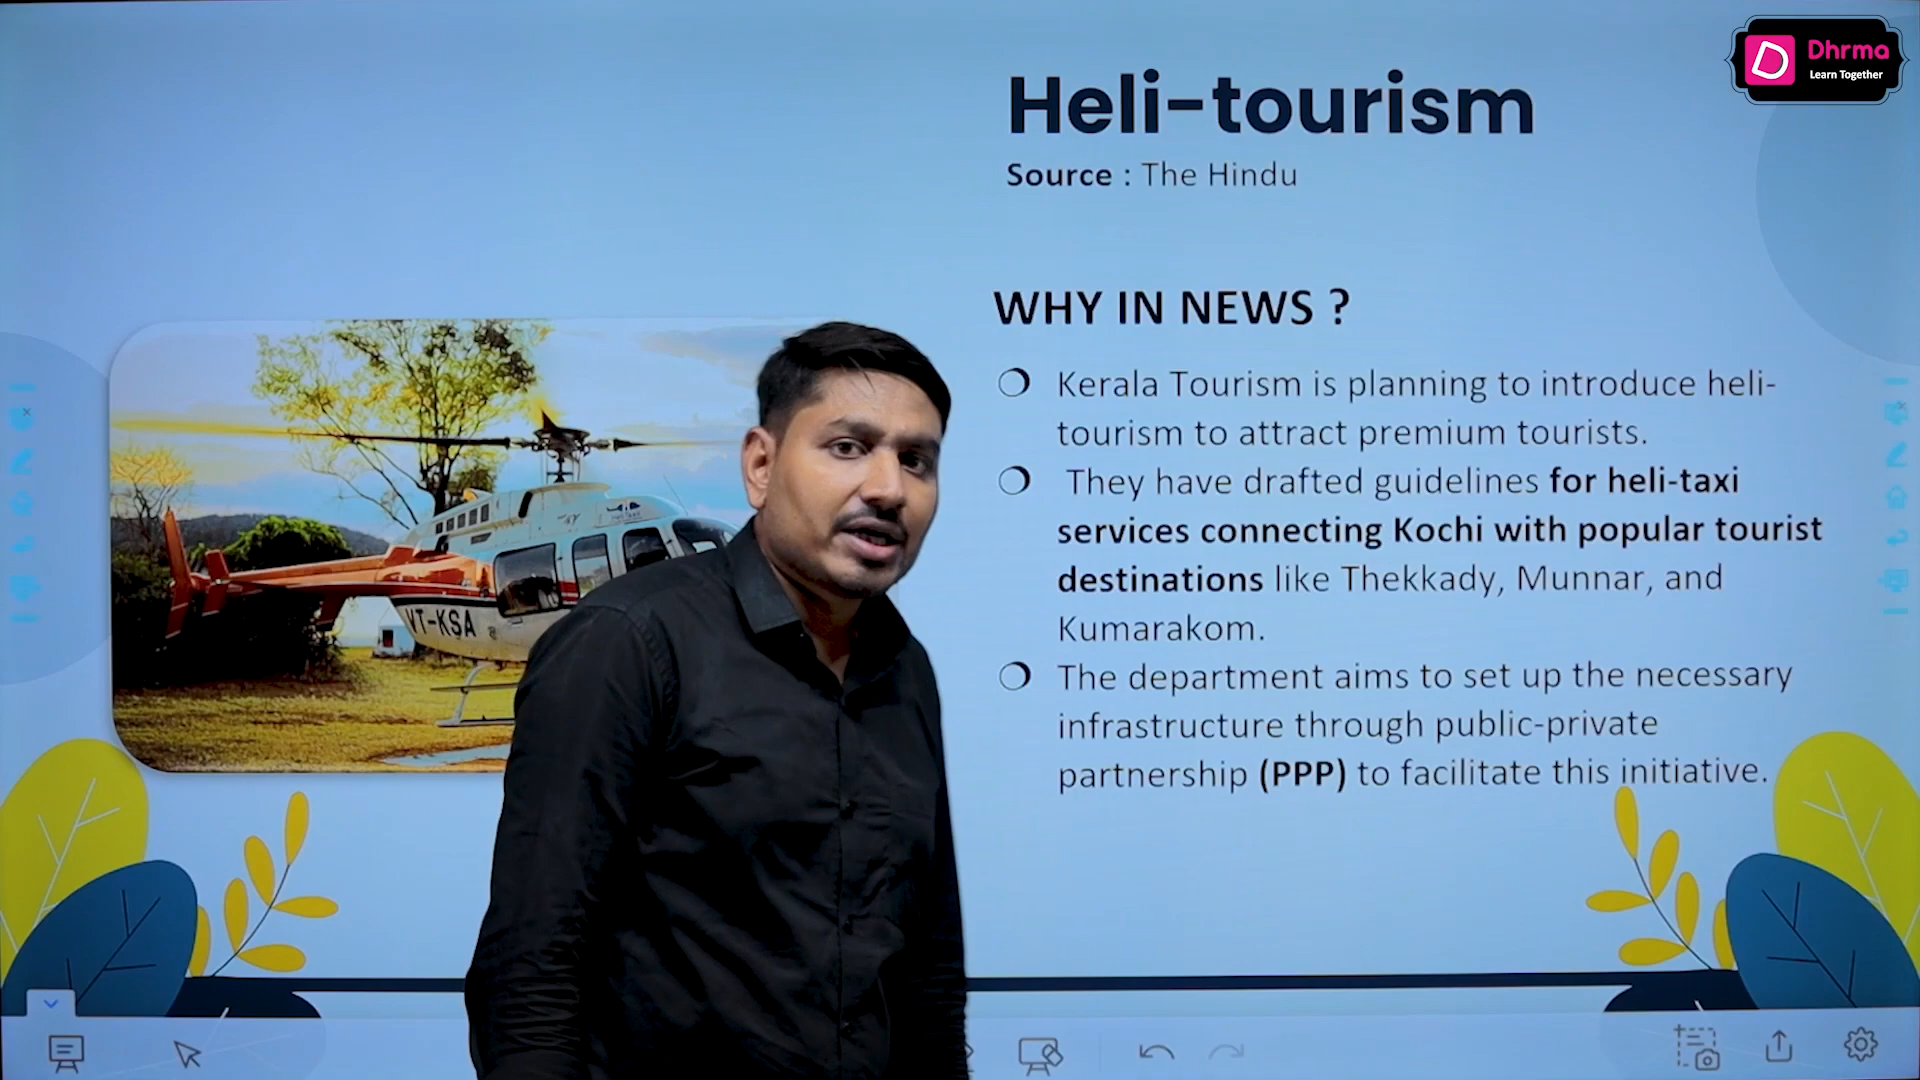 Dhrma
Learn Together
Heli-tourism
Source : The Hindu
WHY IN NEWS ?
Kerala Tourism is planning to introduce heli-
tourism to attract premium tourists.
They have drafted guidelines for heli-taxi
services connecting Kochi with popular tourist
destinations like Thekkady, Munnar, and
Kumarakom.
The department aims to set up the necessary
infrastructure through public-private
partnership (PPP) to facilitate this initiative.
VT-KSA